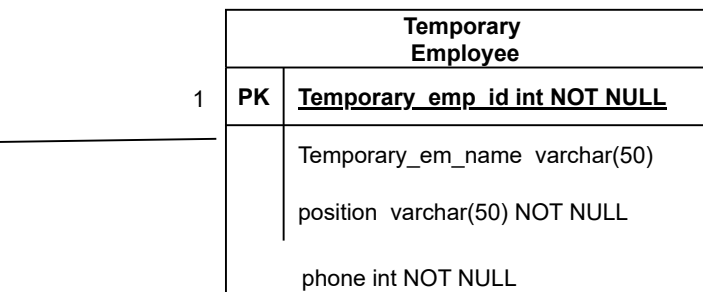 Temporary
Employee
1
PK Temporary_emp_id int NOT NULL
Temporary_em_name varchar(50)
position varchar(50) NOT NULL
phone int NOT NULL